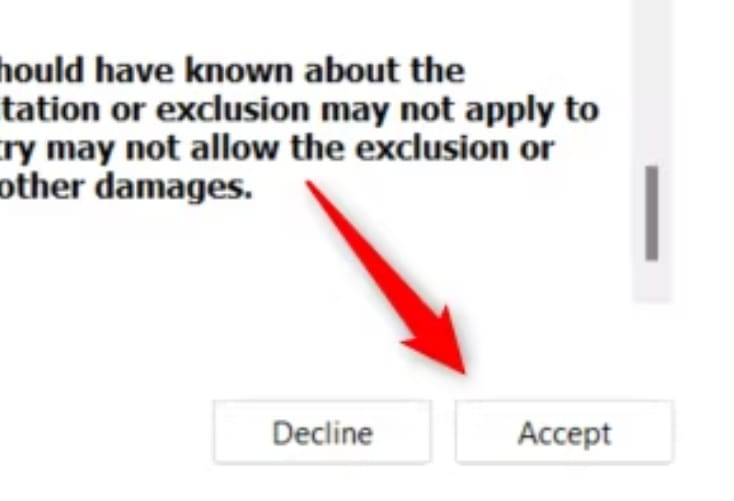 hould have known about the
tation or exclusion may not apply to
try may not allow the exclusion or
other damages.
Decline Accept